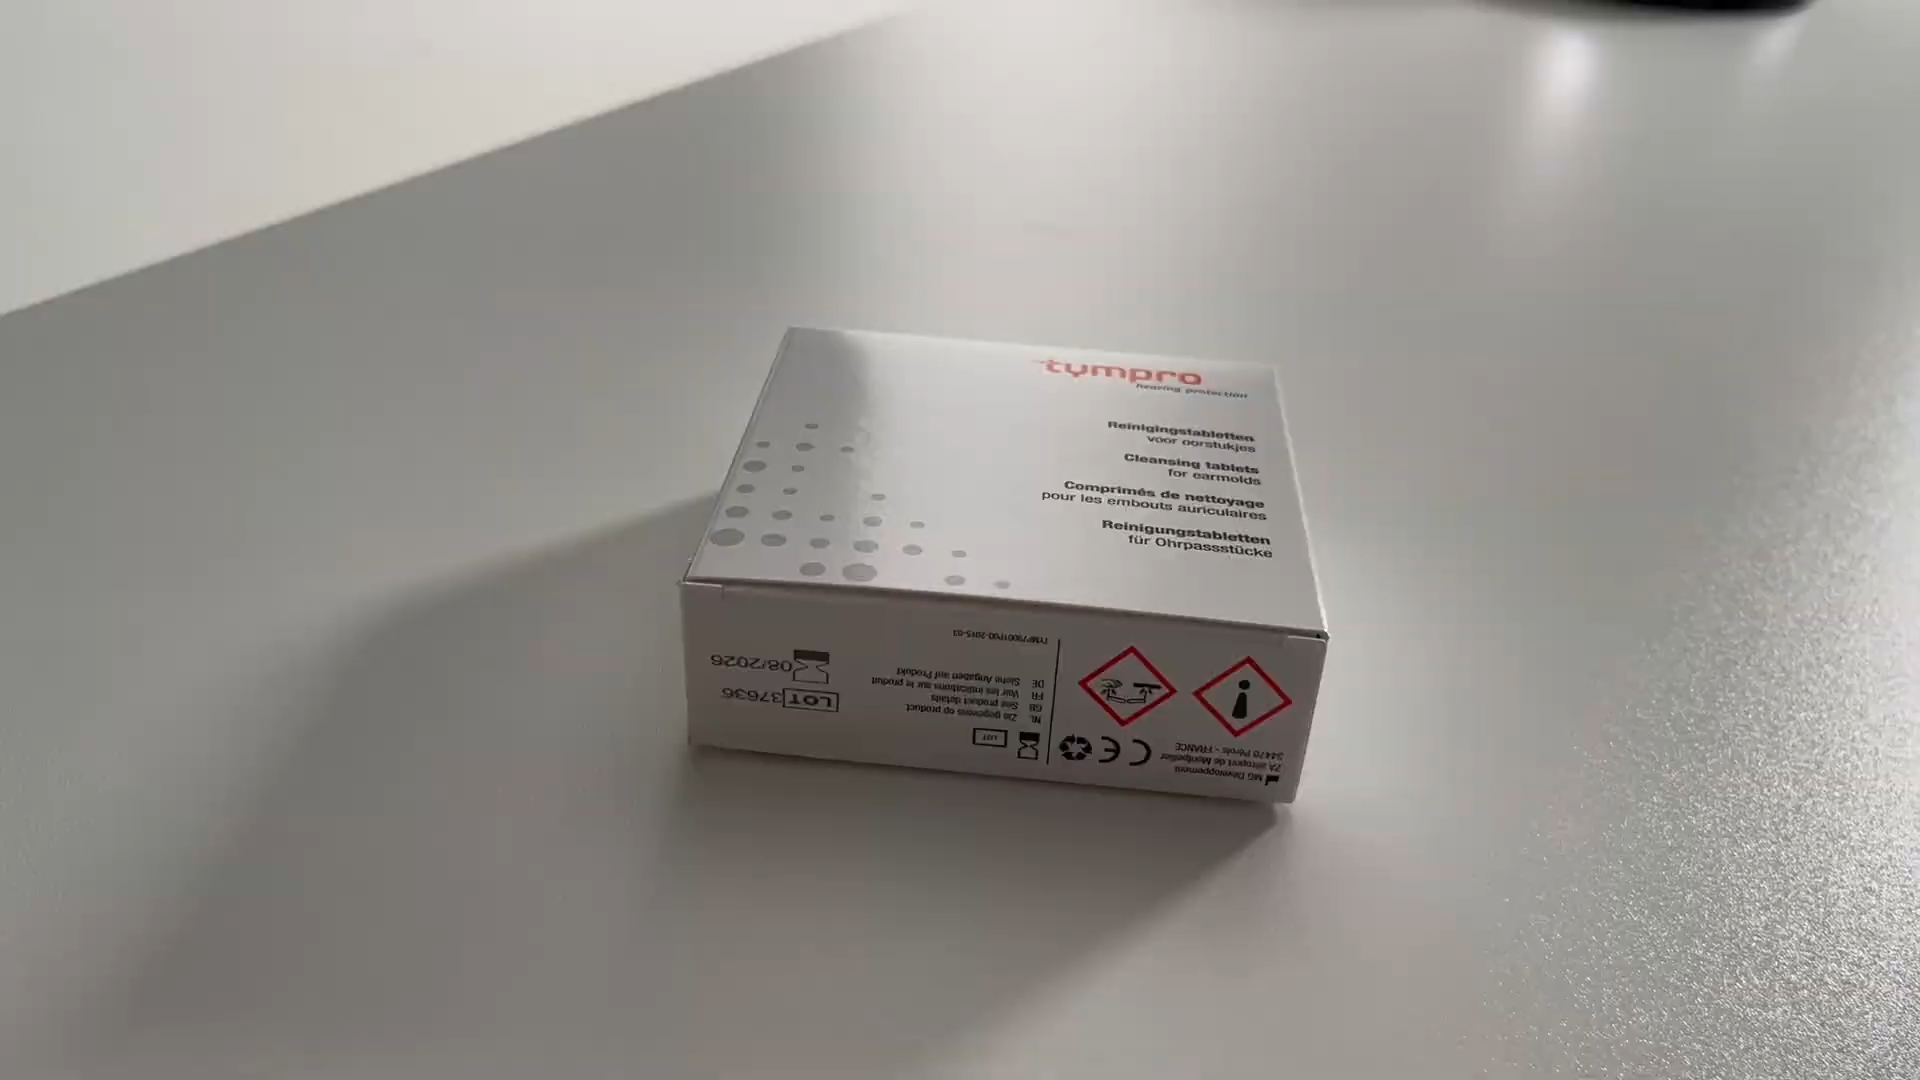 tympro
hearing protection
Reinigingstabletten
voor oorstukjes
Cleansing tablets
for earmolds
Comprimés de nettoyage
pour les embouts auriculaires
Reinigungstabletten
für Ohrpassstücke
MG Développement
ZA aéroport de Montpellier
34470 Pérols - FRANCE
CE
LOT
NL Zie gegevens op product
GB See product details
FR Voir les indications sur le produit
DE Siehe Angaben auf Produkt
LOT 37636
08/2026